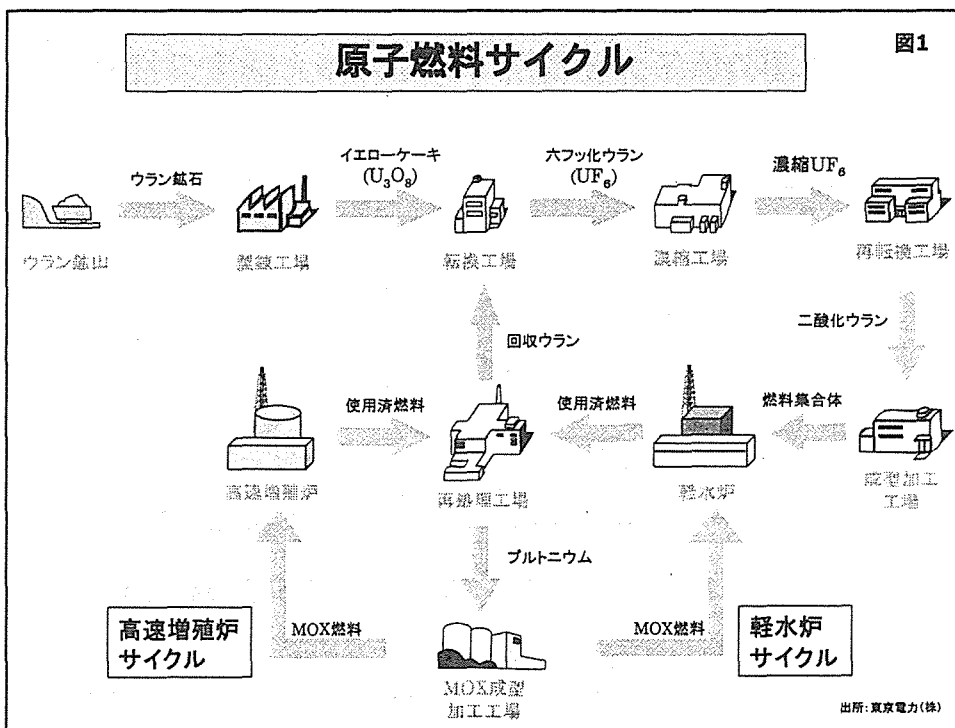 図1
原子燃料サイクル
ウラン鉱石
イエローケーキ
(U₃O₈)
六フッ化ウラン
(UF₆)
濃縮UF₆
ウラン鉱山
製錬工場
転換工場
濃縮工場
再転換工場
回収ウラン
二酸化ウラン
使用済燃料
使用済燃料
燃料集合体
高速増殖炉
再処理工場
軽水炉
成型加工
工場
プルトニウム
高速増殖炉
サイクル
MOX燃料
MOX燃料
軽水炉
サイクル
MOX成型
加工工場
出所:東京電力(株)